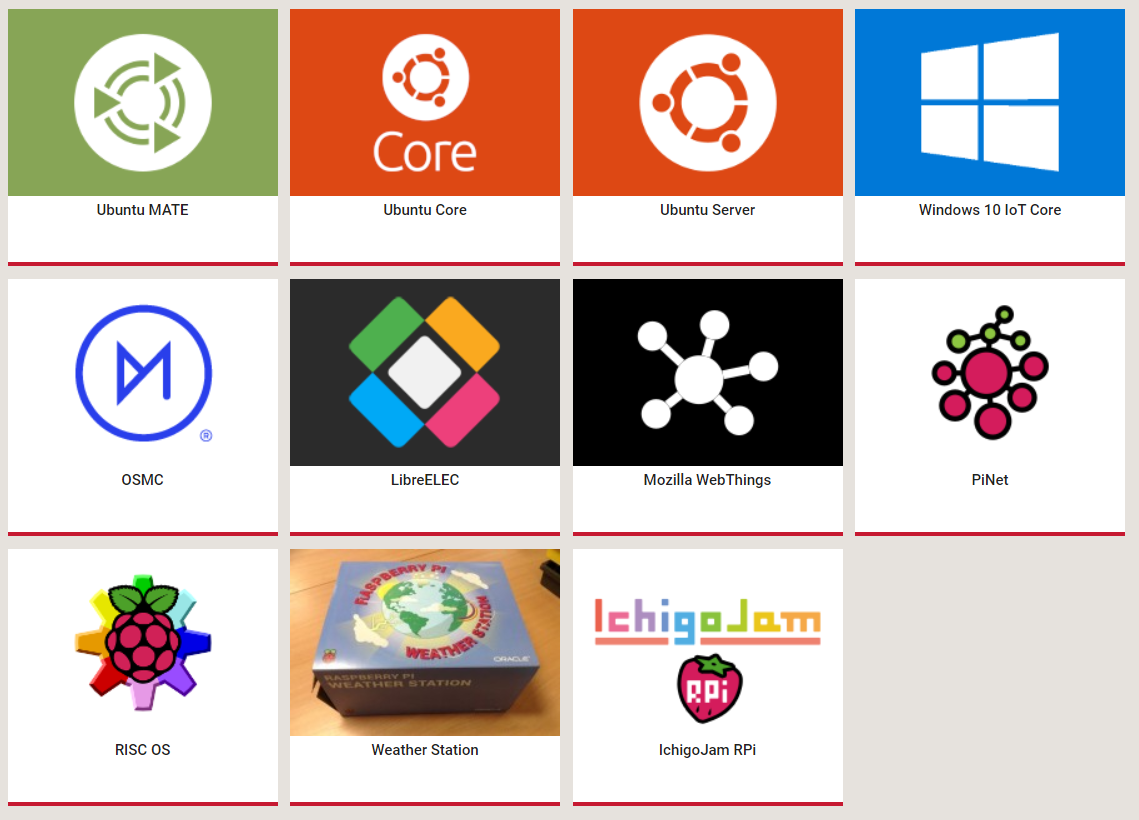 Core
Ubuntu MATE
Ubuntu Core
Ubuntu Server
Windows 10 IoT Core
®
OSMC
LibreELEC
Mozilla WebThings
PiNet
RASPBERRY PI
WEATHER STATION
ORACLE
RASPBERRY PI
WEATHER STATION
IchigoJam
RPi
RISC OS
Weather Station
IchigoJam RPi